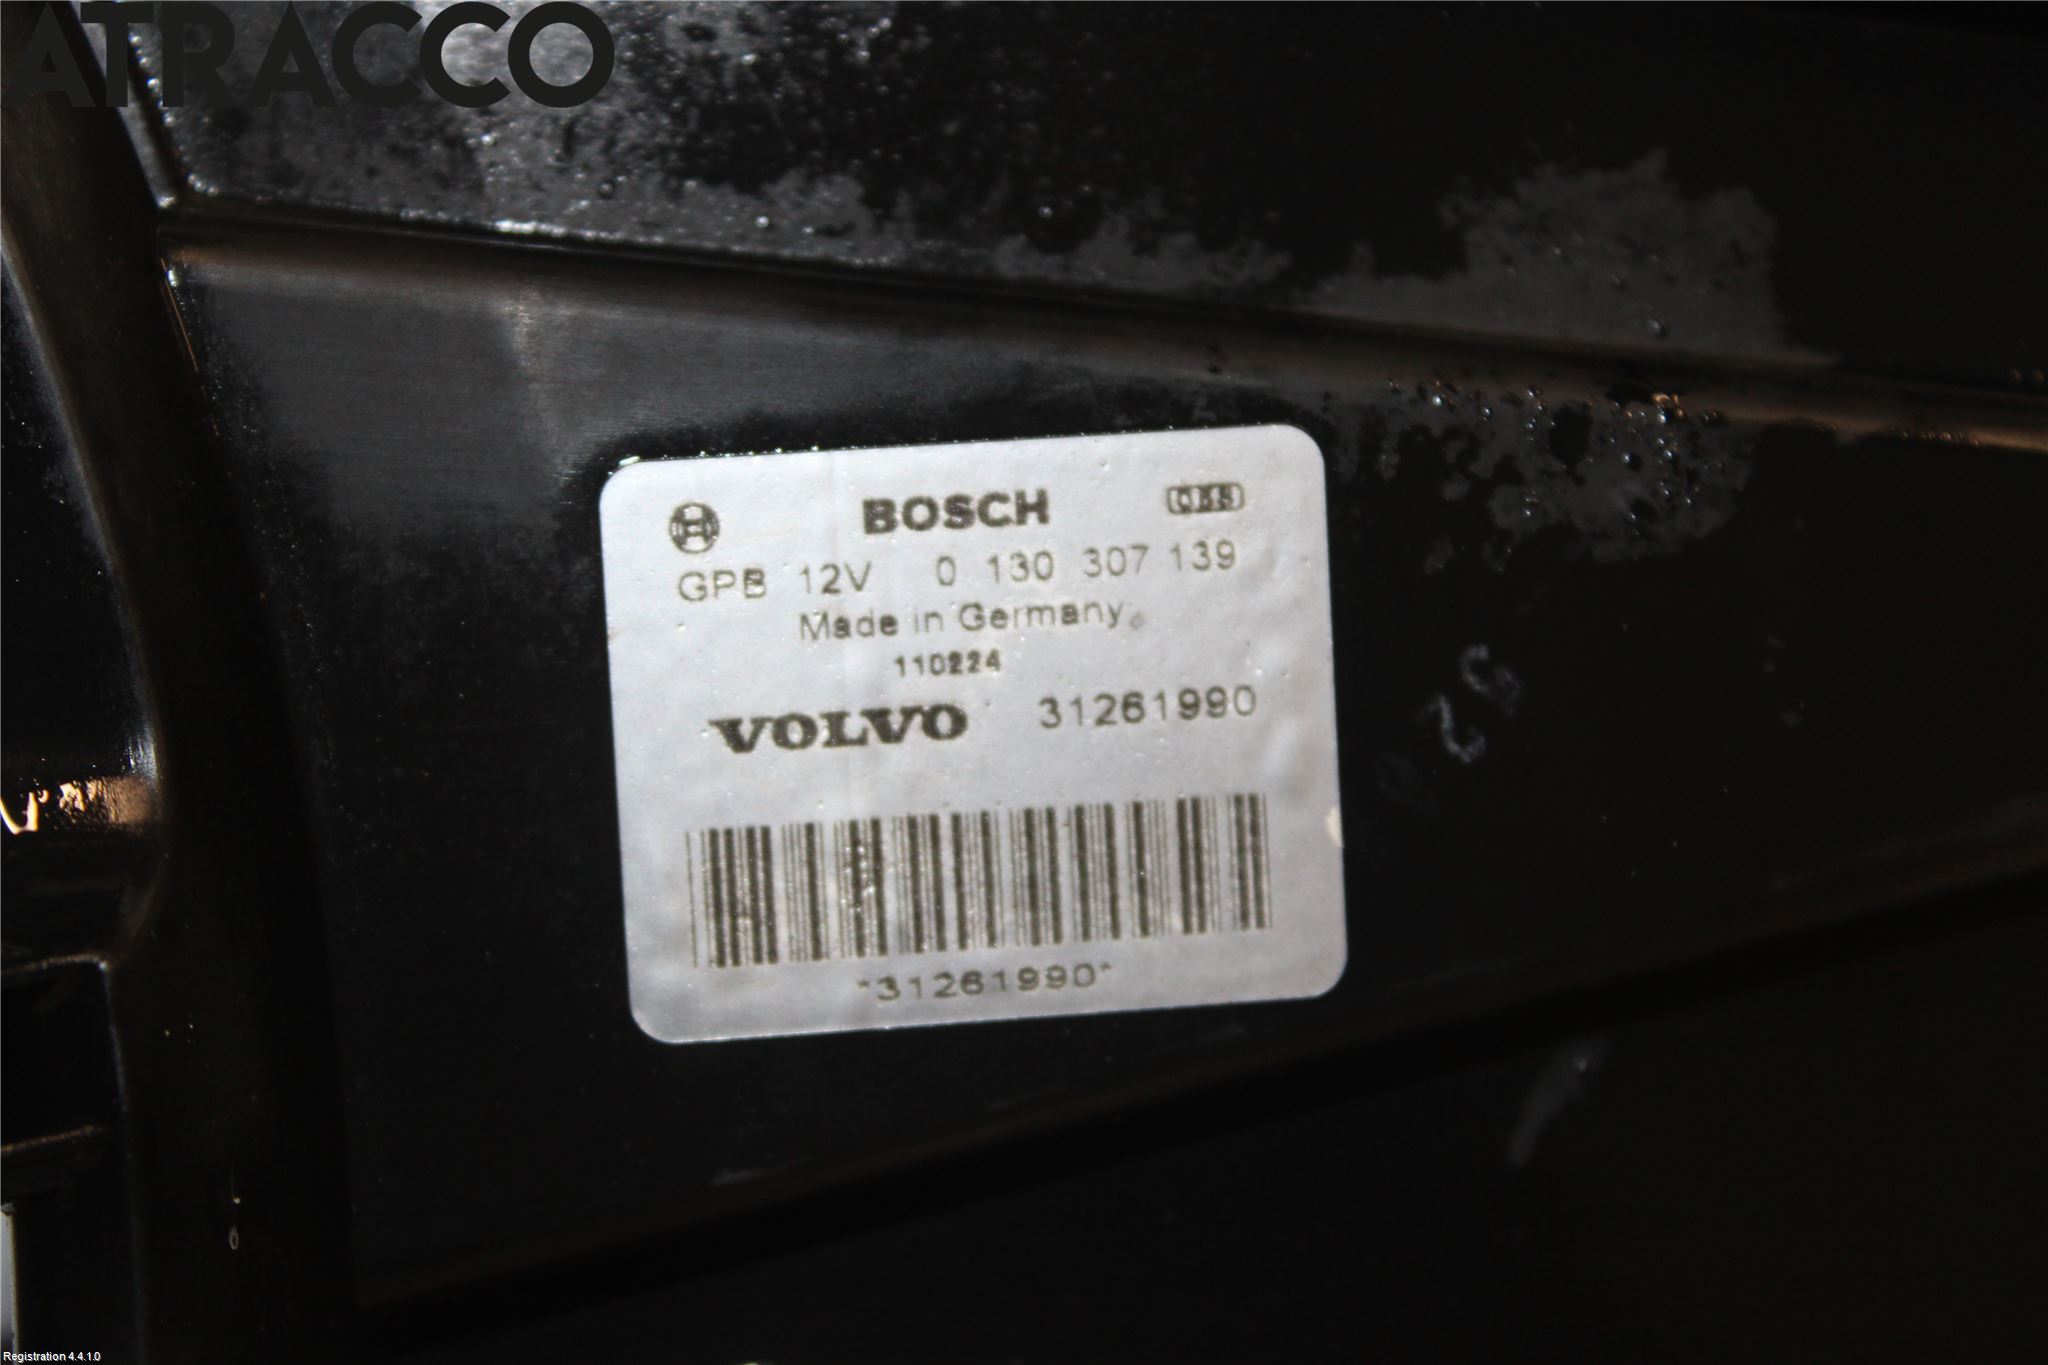 ATRACCO
BOSCH
GPB 12V 0 130 307 139
Made in Germany
110224
VOLVO 31261990
*31261990*
Registration 4.4.1.0